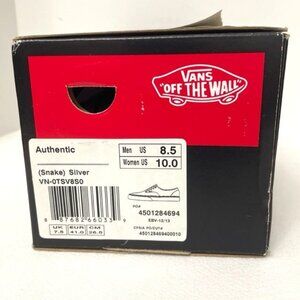 VANS
"OFF THE WALL"
Authentic
Men US 8.5
Women US 10.0
(Snake) Silver
VN-0TSV8S0
PO#
4501284694
UK EUR CM
7.5 41.0 26.5